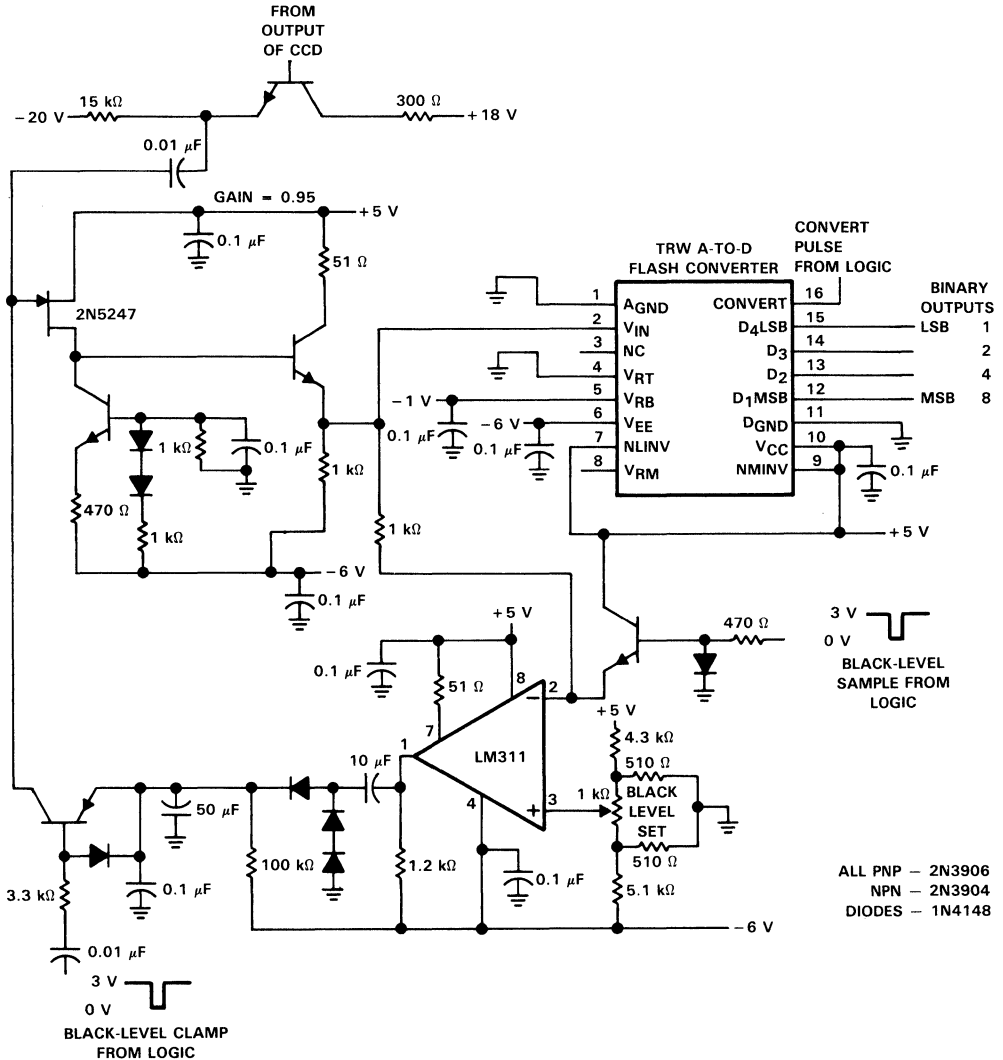 FROM
OUTPUT
OF CCD
15 kΩ
300 Ω
−20 V
+18 V
0.01 μF
GAIN = 0.95
+5 V
0.1 μF
51 Ω
2N5247
TRW A-TO-D
FLASH CONVERTER
CONVERT
PULSE
FROM LOGIC
BINARY
OUTPUTS
1 AGND
CONVERT 16
2 VIN
D4LSB 15
LSB 1
3 NC
D3 14
2
4 VRT
D2 13
4
5 VRB
D1MSB 12
MSB 8
6 VEE
DGND 11
7 NLINV
VCC 10
8 VRM
NMINV 9
−1 V
0.1 μF
−6 V
0.1 μF
0.1 μF
+5 V
1 kΩ
0.1 μF
1 kΩ
470 Ω
1 kΩ
1 kΩ
−6 V
0.1 μF
+5 V
0.1 μF
51 Ω
8
2
7
1
LM311
4
3
−
+
470 Ω
3 V
0 V
BLACK-LEVEL
SAMPLE FROM
LOGIC
+5 V
4.3 kΩ
510 Ω
1 kΩ
BLACK
LEVEL
SET
510 Ω
5.1 kΩ
10 μF
50 μF
100 kΩ
1.2 kΩ
0.1 μF
−6 V
3.3 kΩ
0.1 μF
0.01 μF
3 V
0 V
BLACK-LEVEL CLAMP
FROM LOGIC
ALL PNP − 2N3906
NPN − 2N3904
DIODES − 1N4148